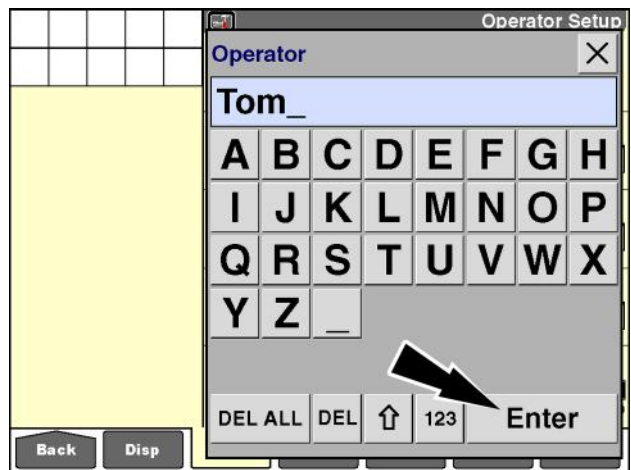 Operator Setup
Operator
Tom_
A B C D E F G H
I J K L M N O P
Q R S T U V W X
Y Z _
DEL ALL DEL ⇧ 123 Enter
Back Disp